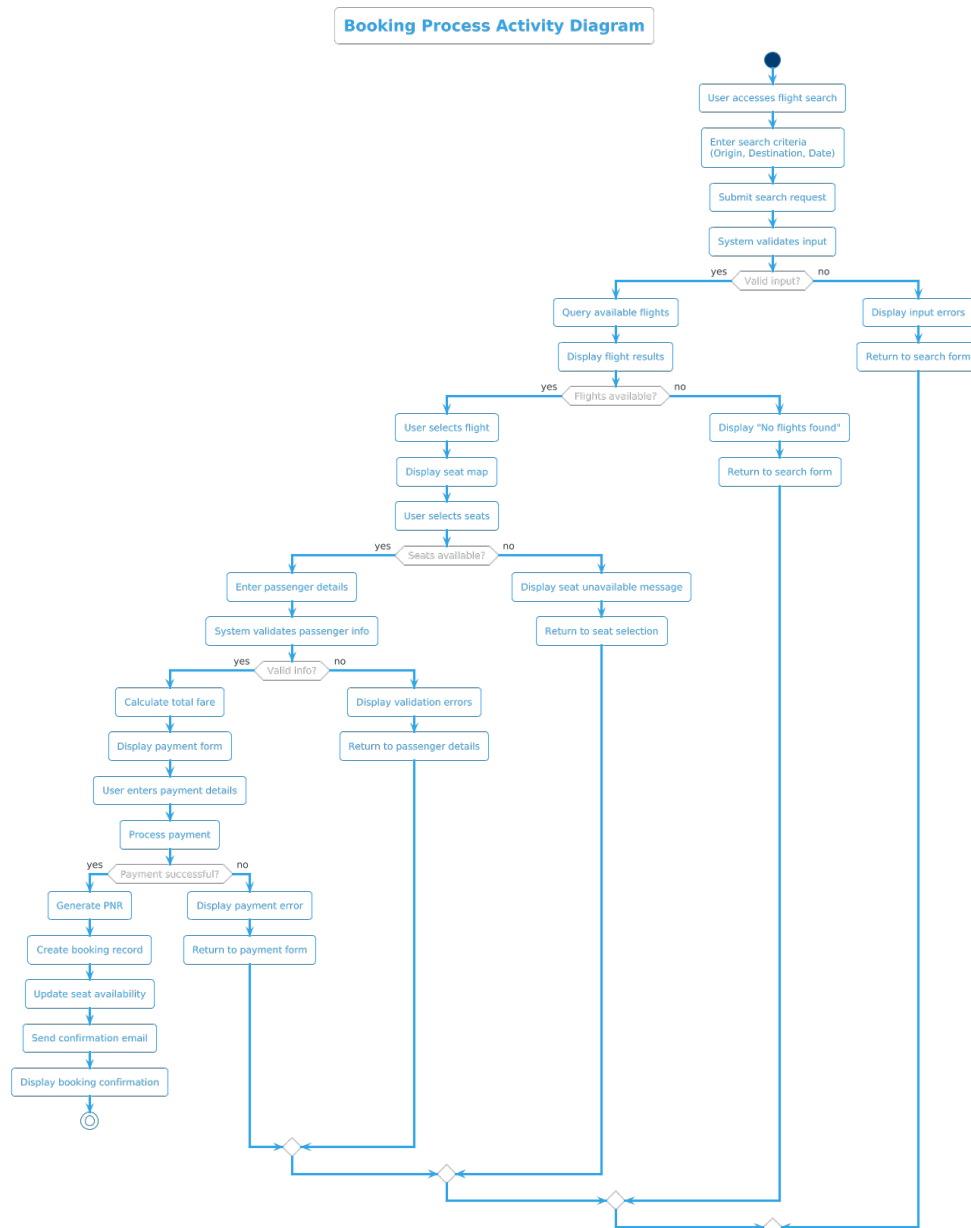 Booking Process Activity Diagram
User accesses flight search
Enter search criteria
(Origin, Destination, Date)
Submit search request
System validates input
yes
Valid input?
no
Query available flights
Display input errors
Display flight results
Return to search form
yes
Flights available?
no
User selects flight
Display "No flights found"
Display seat map
Return to search form
User selects seats
yes
Seats available?
no
Enter passenger details
Display seat unavailable message
System validates passenger info
Return to seat selection
yes
Valid info?
no
Calculate total fare
Display validation errors
Display payment form
Return to passenger details
User enters payment details
Process payment
yes
Payment successful?
no
Generate PNR
Display payment error
Create booking record
Return to payment form
Update seat availability
Send confirmation email
Display booking confirmation